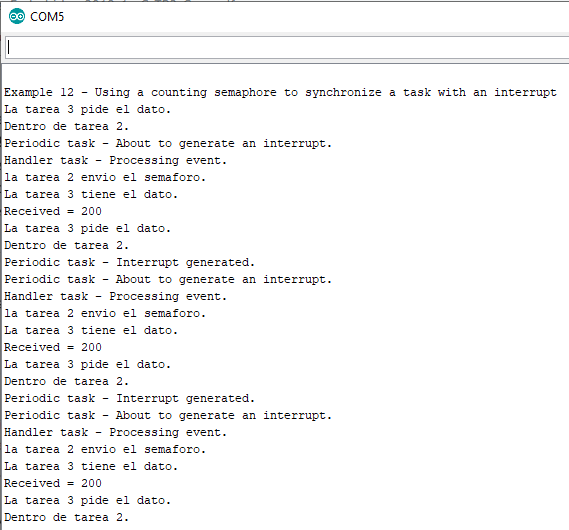 COM5
Example 12 - Using a counting semaphore to synchronize a task with an interrupt
La tarea 3 pide el dato.
Dentro de tarea 2.
Periodic task - About to generate an interrupt.
Handler task - Processing event.
la tarea 2 envio el semaforo.
La tarea 3 tiene el dato.
Received = 200
La tarea 3 pide el dato.
Dentro de tarea 2.
Periodic task - Interrupt generated.
Periodic task - About to generate an interrupt.
Handler task - Processing event.
la tarea 2 envio el semaforo.
La tarea 3 tiene el dato.
Received = 200
La tarea 3 pide el dato.
Dentro de tarea 2.
Periodic task - Interrupt generated.
Periodic task - About to generate an interrupt.
Handler task - Processing event.
la tarea 2 envio el semaforo.
La tarea 3 tiene el dato.
Received = 200
La tarea 3 pide el dato.
Dentro de tarea 2.